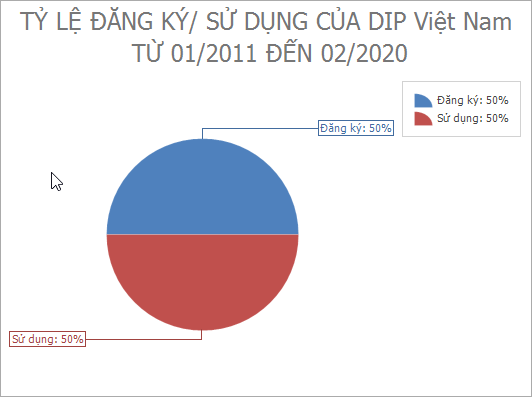 TỶ LỆ ĐĂNG KÝ/ SỬ DỤNG CỦA DIP Việt Nam
TỪ 01/2011 ĐẾN 02/2020
Đăng ký: 50%
Sử dụng: 50%
Đăng ký: 50%
Sử dụng: 50%